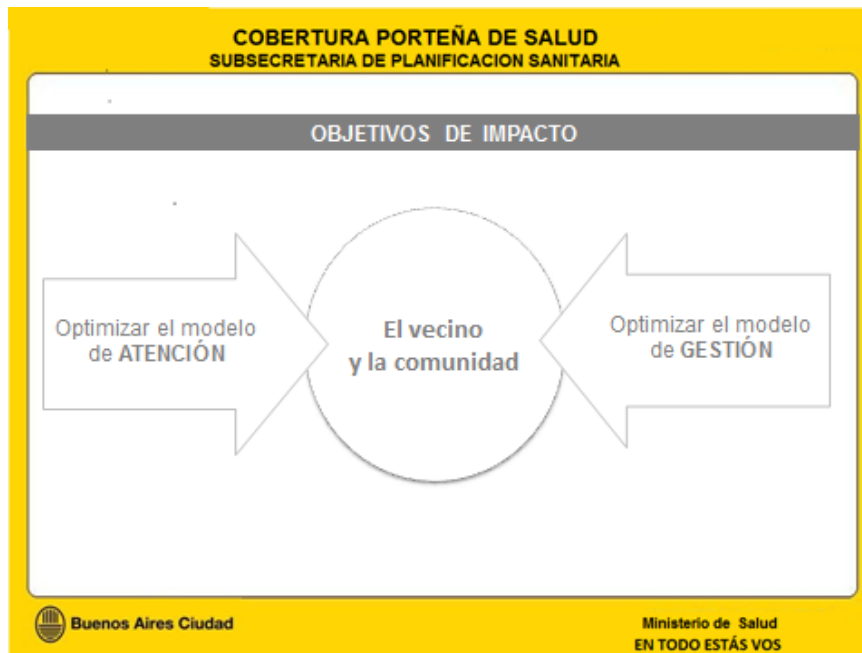 COBERTURA PORTEÑA DE SALUD
SUBSECRETARIA DE PLANIFICACION SANITARIA
OBJETIVOS DE IMPACTO
Optimizar el modelo
de ATENCIÓN
El vecino
y la comunidad
Optimizar el modelo
de GESTIÓN
Buenos Aires Ciudad
Ministerio de Salud
EN TODO ESTÁS VOS